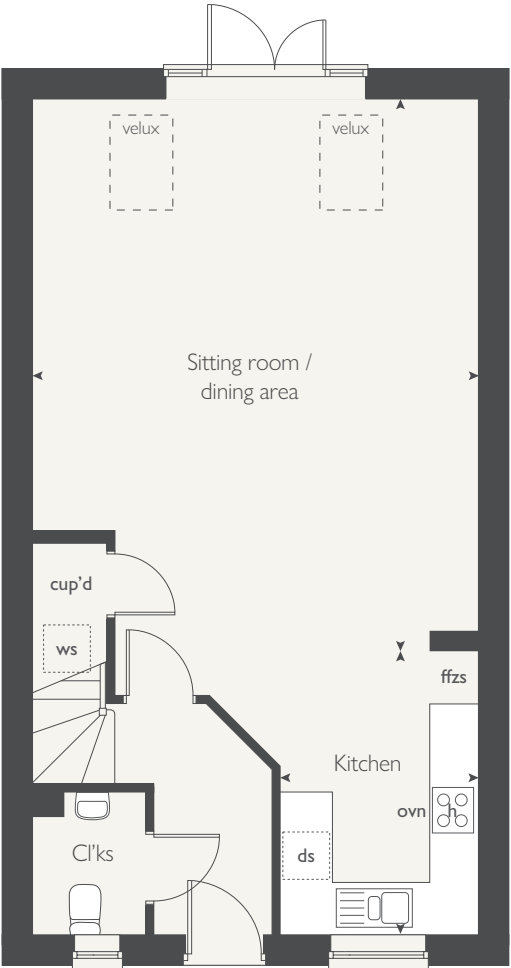 velux velux
Sitting room /
dining area
cup'd
ws
ffzs
Kitchen
ovn h
Cl'ks
ds